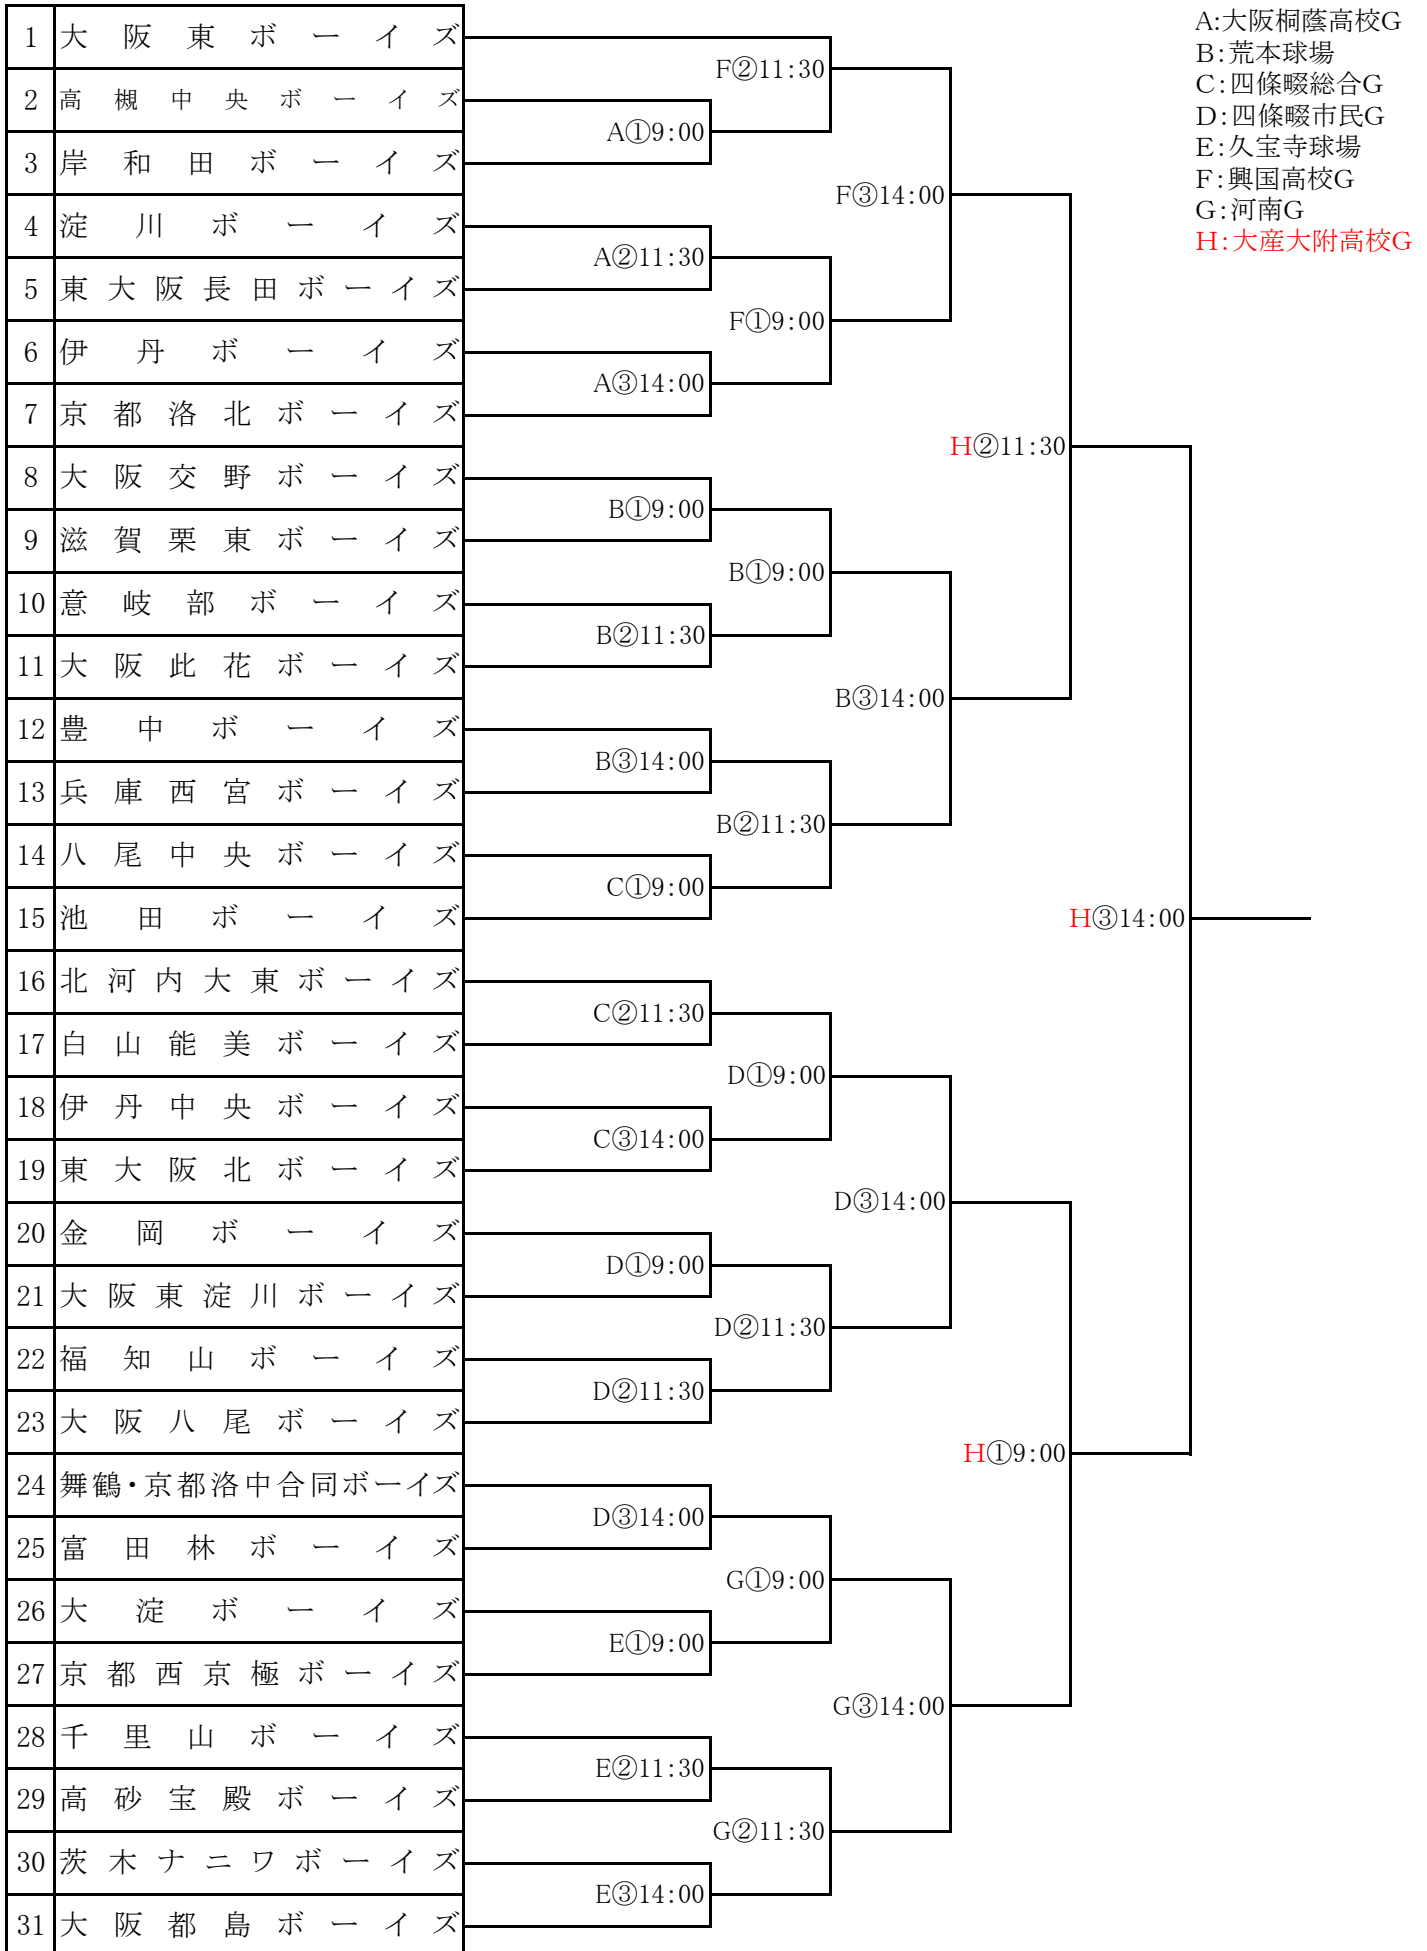 1 大阪東ボーイズ
2 高槻中央ボーイズ
3 岸和田ボーイズ
4 淀川ボーイズ
5 東大阪長田ボーイズ
6 伊丹ボーイズ
7 京都洛北ボーイズ
8 大阪交野ボーイズ
9 滋賀栗東ボーイズ
10 意岐部ボーイズ
11 大阪此花ボーイズ
12 豊中ボーイズ
13 兵庫西宮ボーイズ
14 八尾中央ボーイズ
15 池田ボーイズ
16 北河内大東ボーイズ
17 白山能美ボーイズ
18 伊丹中央ボーイズ
19 東大阪北ボーイズ
20 金岡ボーイズ
21 大阪東淀川ボーイズ
22 福知山ボーイズ
23 大阪八尾ボーイズ
24 舞鶴・京都洛中合同ボーイズ
25 富田林ボーイズ
26 大淀ボーイズ
27 京都西京極ボーイズ
28 千里山ボーイズ
29 高砂宝殿ボーイズ
30 茨木ナニワボーイズ
31 大阪都島ボーイズ
A①9:00
A②11:30
A③14:00
B①9:00
B②11:30
B③14:00
C①9:00
C②11:30
C③14:00
D①9:00
D②11:30
D③14:00
E①9:00
E②11:30
E③14:00
F②11:30
F①9:00
B①9:00
B②11:30
D①9:00
D②11:30
G①9:00
G②11:30
F③14:00
B③14:00
D③14:00
G③14:00
H②11:30
H①9:00
H③14:00
A:大阪桐蔭高校G
B:荒本球場
C:四條畷総合G
D:四條畷市民G
E:久宝寺球場
F:興国高校G
G:河南G
H:大産大附高校G